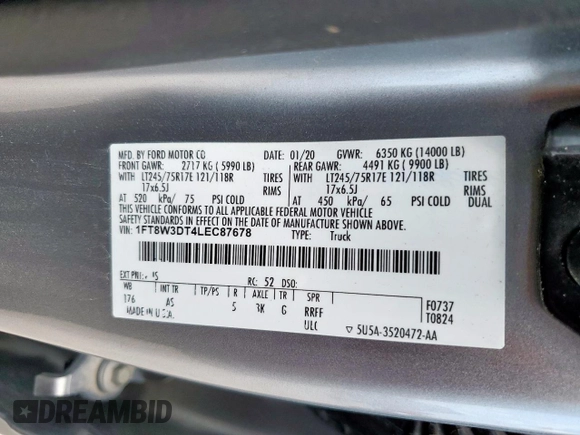 MFD. BY FORD MOTOR CO
DATE: 01/20 GVWR: 6350 KG (14000 LB)
FRONT GAWR: 2717 KG (5990 LB) REAR GAWR: 4491 KG (9900 LB)
WITH LT245/75R17E 121/118R TIRES WITH LT245/75R17E 121/118R TIRES
17x6.5J RIMS DUAL 17x6.5J RIMS
AT 520 kPa/ 75 PSI COLD AT 450 kPa/ 65 PSI COLD
THIS VEHICLE CONFORMS TO ALL APPLICABLE FEDERAL MOTOR VEHICLE
SAFETY STANDARDS IN EFFECT ON THE DATE OF MANUFACTURE SHOWN ABOVE.
VIN: 1FT8W3DT4LEC87678 TYPE: Truck
EXT PNT: RC: 52 DSO:
WB INT TR TP/PS R AXLE TR SPR
176 AS 5 G RRFF F0737
MADE IN U.S.A. T0824
5U5A-3520472-AA
DREAMBID